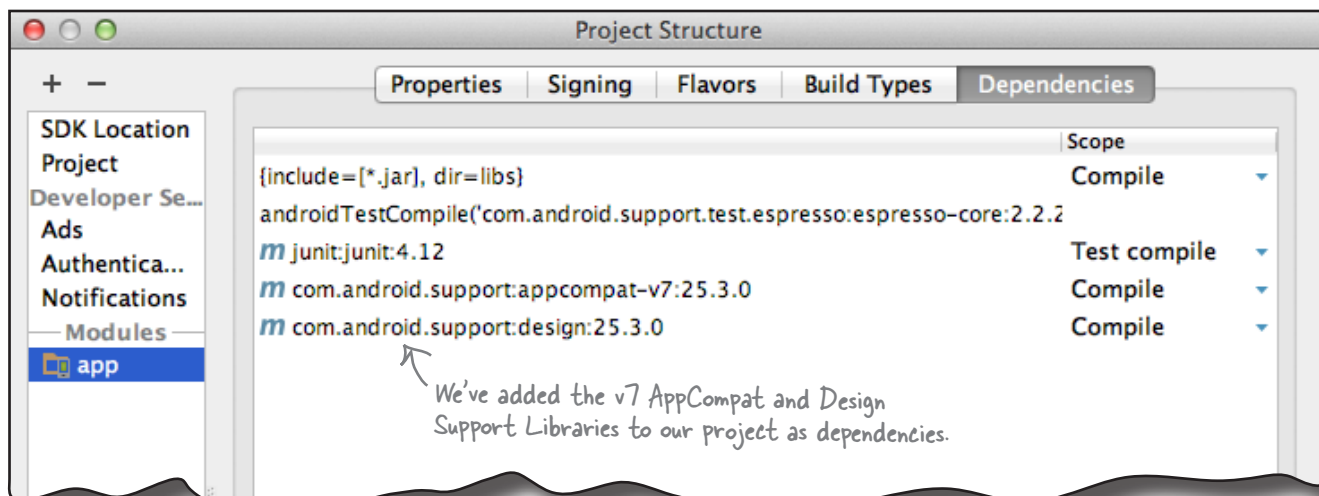 Project Structure
+ −
Properties Signing Flavors Build Types Dependencies
SDK Location
Project
Developer Se...
Ads
Authentica...
Notifications
Modules
app
Scope
{include=[*.jar], dir=libs} Compile
androidTestCompile('com.android.support.test.espresso:espresso-core:2.2.2
m junit:junit:4.12 Test compile
m com.android.support:appcompat-v7:25.3.0 Compile
m com.android.support:design:25.3.0 Compile
We've added the v7 AppCompat and Design
Support Libraries to our project as dependencies.